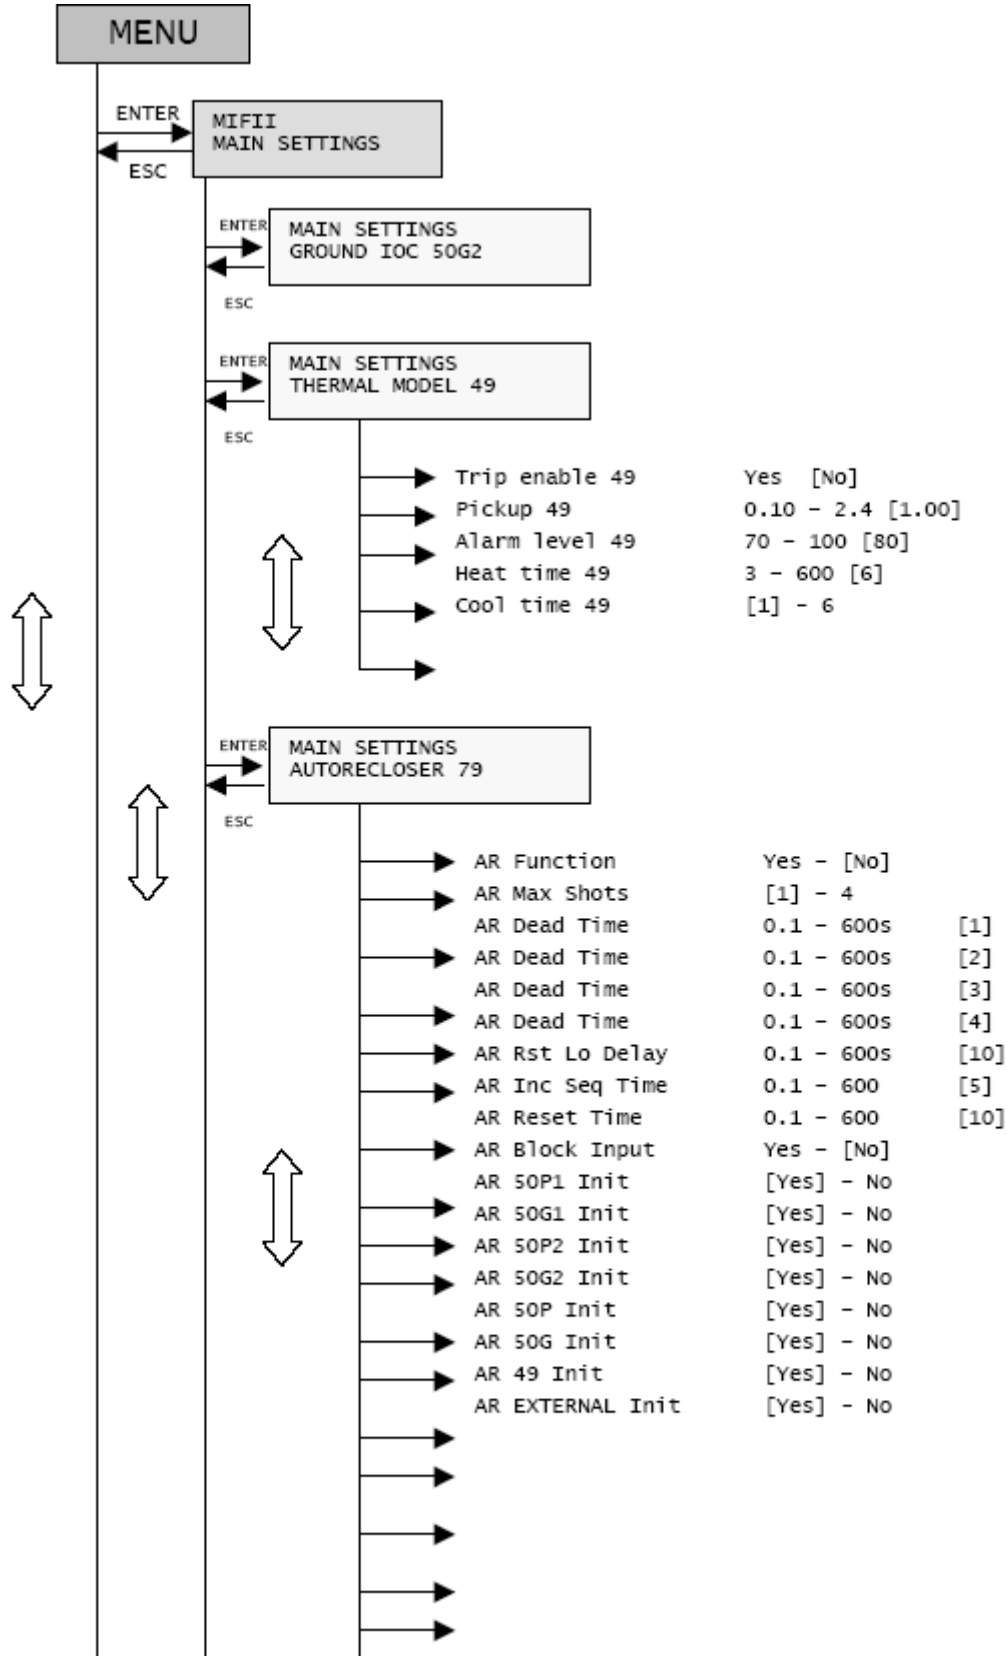 MENU
ENTER
MIFII
MAIN SETTINGS
ESC
ENTER
MAIN SETTINGS
GROUND IOC 50G2
ESC
ENTER
MAIN SETTINGS
THERMAL MODEL 49
ESC
Trip enable 49 Yes [No]
Pickup 49 0.10 – 2.4 [1.00]
Alarm level 49 70 – 100 [80]
Heat time 49 3 – 600 [6]
Cool time 49 [1] – 6
ENTER
MAIN SETTINGS
AUTORECLOSER 79
ESC
AR Function Yes – [No]
AR Max Shots [1] – 4
AR Dead Time 0.1 – 600s [1]
AR Dead Time 0.1 – 600s [2]
AR Dead Time 0.1 – 600s [3]
AR Dead Time 0.1 – 600s [4]
AR Rst Lo Delay 0.1 – 600s [10]
AR Inc Seq Time 0.1 – 600 [5]
AR Reset Time 0.1 – 600 [10]
AR Block Input Yes – [No]
AR 50P1 Init [Yes] – No
AR 50G1 Init [Yes] – No
AR 50P2 Init [Yes] – No
AR 50G2 Init [Yes] – No
AR 50P Init [Yes] – No
AR 50G Init [Yes] – No
AR 49 Init [Yes] – No
AR EXTERNAL Init [Yes] – No